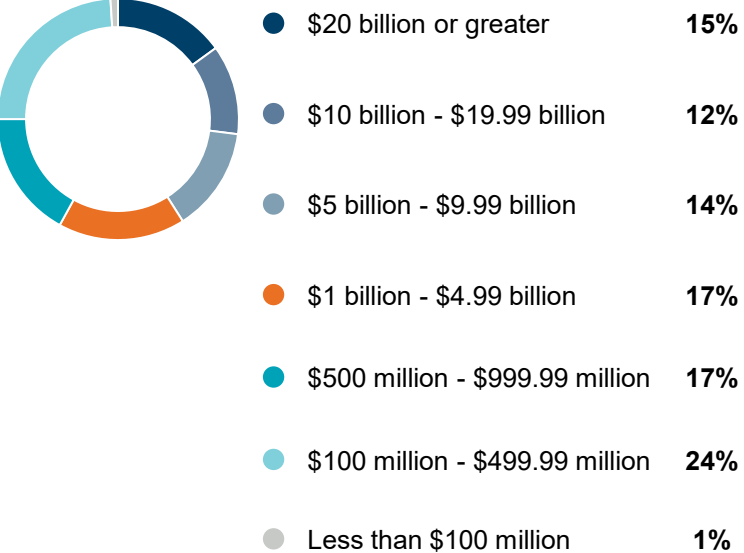 $20 billion or greater 15%
$10 billion - $19.99 billion 12%
$5 billion - $9.99 billion 14%
$1 billion - $4.99 billion 17%
$500 million - $999.99 million 17%
$100 million - $499.99 million 24%
Less than $100 million 1%